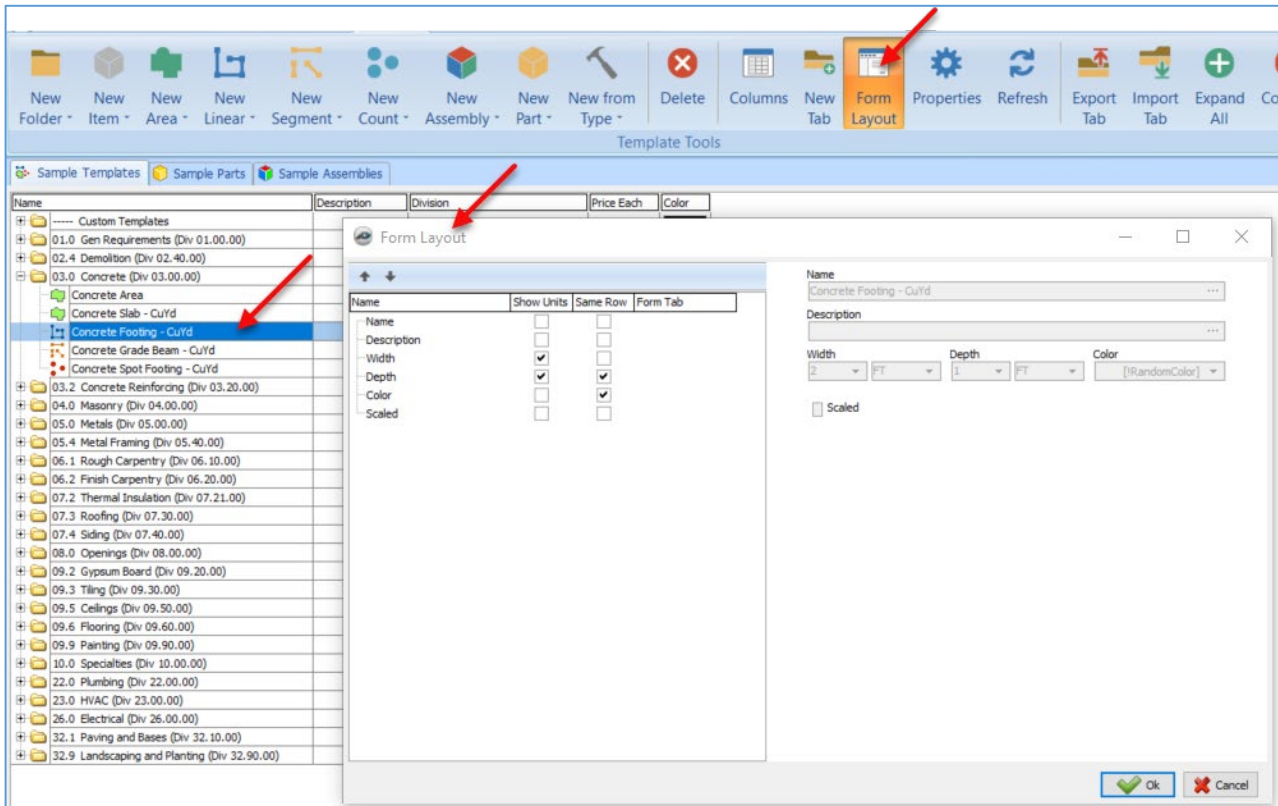 New Folder
New Item
New Area
New Linear
New Segment
New Count
New Assembly
New Part
New from Type
Delete
Columns
New Tab
Form Layout
Properties
Refresh
Export Tab
Import Tab
Expand All
Template Tools
Sample Templates Sample Parts Sample Assemblies
Name Description Division Price Each Color
----- Custom Templates
01.0 Gen Requirements (Div 01.00.00)
02.4 Demolition (Div 02.40.00)
03.0 Concrete (Div 03.00.00)
Concrete Area
Concrete Slab - CuYd
Concrete Footing - CuYd
Concrete Grade Beam - CuYd
Concrete Spot Footing - CuYd
03.2 Concrete Reinforcing (Div 03.20.00)
04.0 Masonry (Div 04.00.00)
05.0 Metals (Div 05.00.00)
05.4 Metal Framing (Div 05.40.00)
06.1 Rough Carpentry (Div 06.10.00)
06.2 Finish Carpentry (Div 06.20.00)
07.2 Thermal Insulation (Div 07.21.00)
07.3 Roofing (Div 07.30.00)
07.4 Siding (Div 07.40.00)
08.0 Openings (Div 08.00.00)
09.2 Gypsum Board (Div 09.20.00)
09.3 Tiling (Div 09.30.00)
09.5 Ceilings (Div 09.50.00)
09.6 Flooring (Div 09.60.00)
09.9 Painting (Div 09.90.00)
10.0 Specialties (Div 10.00.00)
22.0 Plumbing (Div 22.00.00)
23.0 HVAC (Div 23.00.00)
26.0 Electrical (Div 26.00.00)
32.1 Paving and Bases (Div 32.10.00)
32.9 Landscaping and Planting (Div 32.90.00)
Form Layout
Name Show Units Same Row Form Tab
Name
Description
Width
Depth
Color
Scaled
Name
Concrete Footing - CuYd ...
Description
...
Width Depth Color
2 FT 1 FT [!RandomColor]
Scaled
Ok Cancel